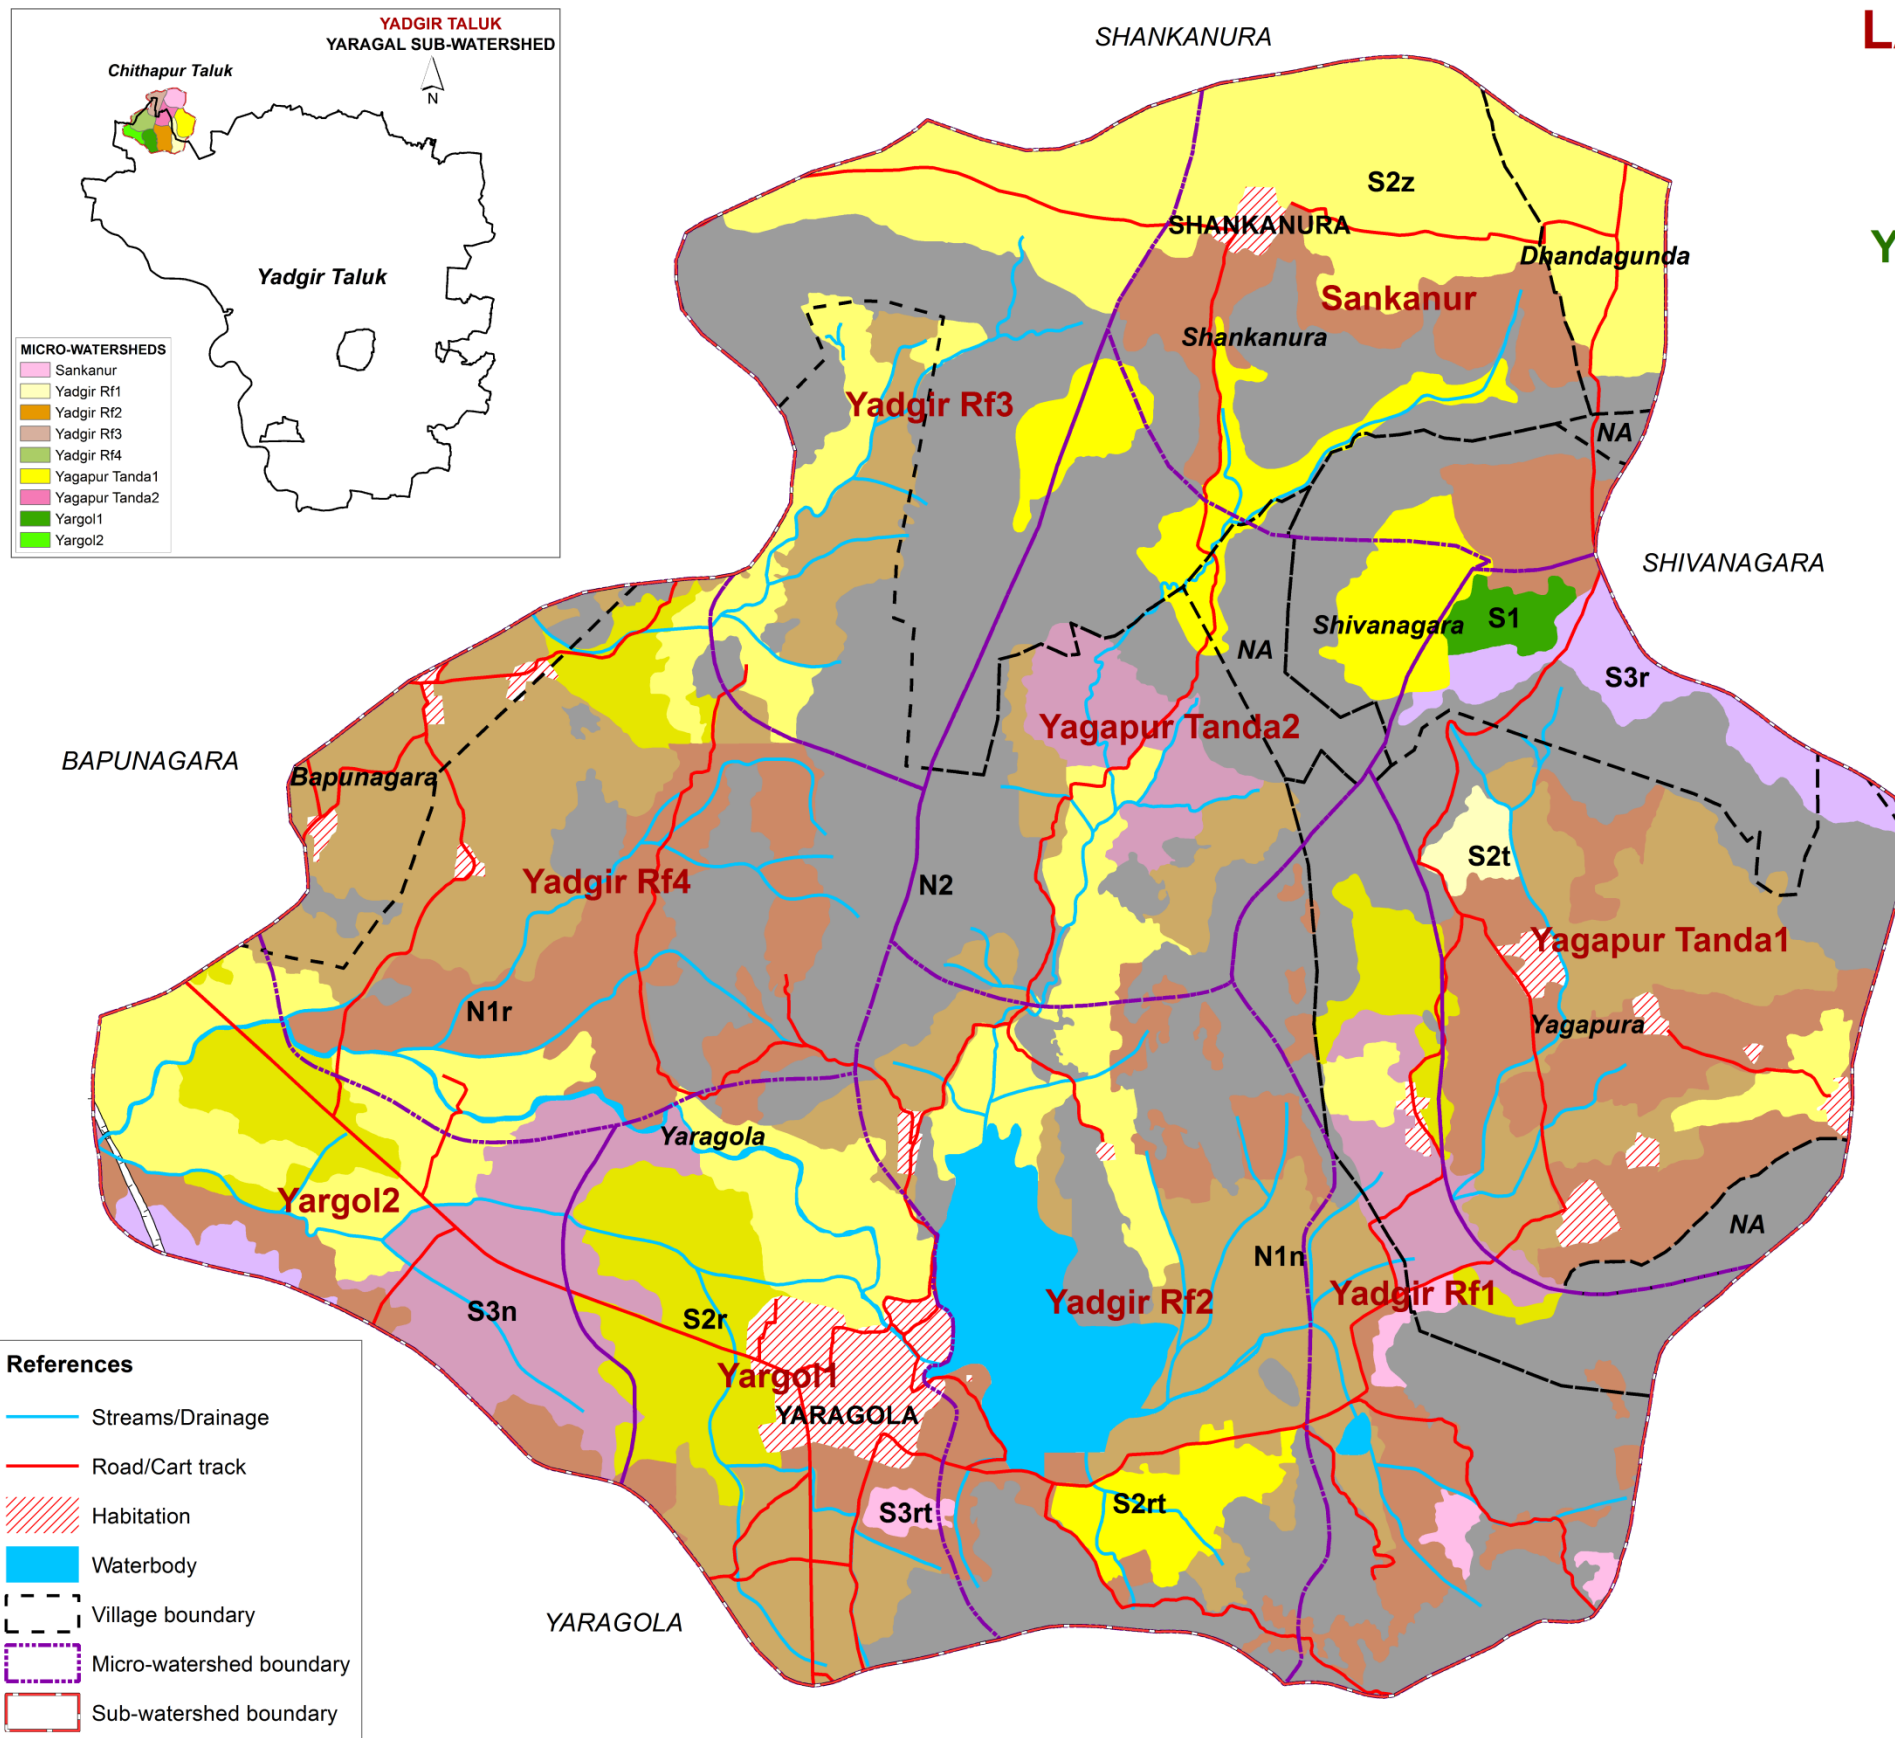 YADGIR TALUK
YARAGAL SUB-WATERSHED
Chithapur Taluk
N
Yadgir Taluk
MICRO-WATERSHEDS
Sankanur
Yadgir Rf1
Yadgir Rf2
Yadgir Rf3
Yadgir Rf4
Yagapur Tanda1
Yagapur Tanda2
Yargol1
Yargol2
SHANKANURA
S2z
SHANKANURA
Dhandagunda
Sankanur
Shankanura
Yadgir Rf3
NA
SHIVANAGARA
S1
Shivanagara
NA
S3r
Yagapur Tanda2
BAPUNAGARA
Bapunagara
S2t
Yadgir Rf4
N2
Yagapur Tanda1
N1r
Yagapura
Yaragola
Yargol2
NA
N1n
Yadgir Rf2
Yadgir Rf1
S3n
S2r
Yargol1
YARAGOLA
S2rt
S3rt
YARAGOLA
References
Streams/Drainage
Road/Cart track
Habitation
Waterbody
Village boundary
Micro-watershed boundary
Sub-watershed boundary
Y